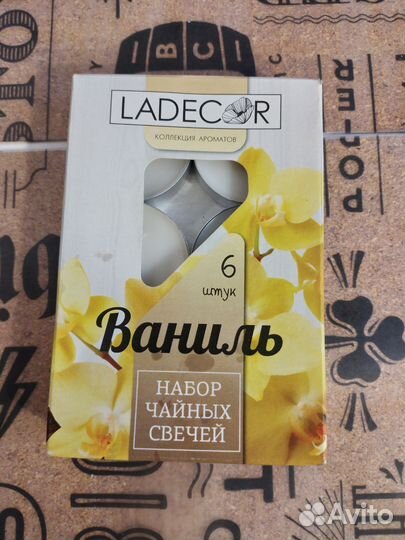 LADECOR
КОЛЛЕКЦИЯ АРОМАТОВ
6
штук
Ваниль
НАБОР
ЧАЙНЫХ
СВЕЧЕЙ
Avito